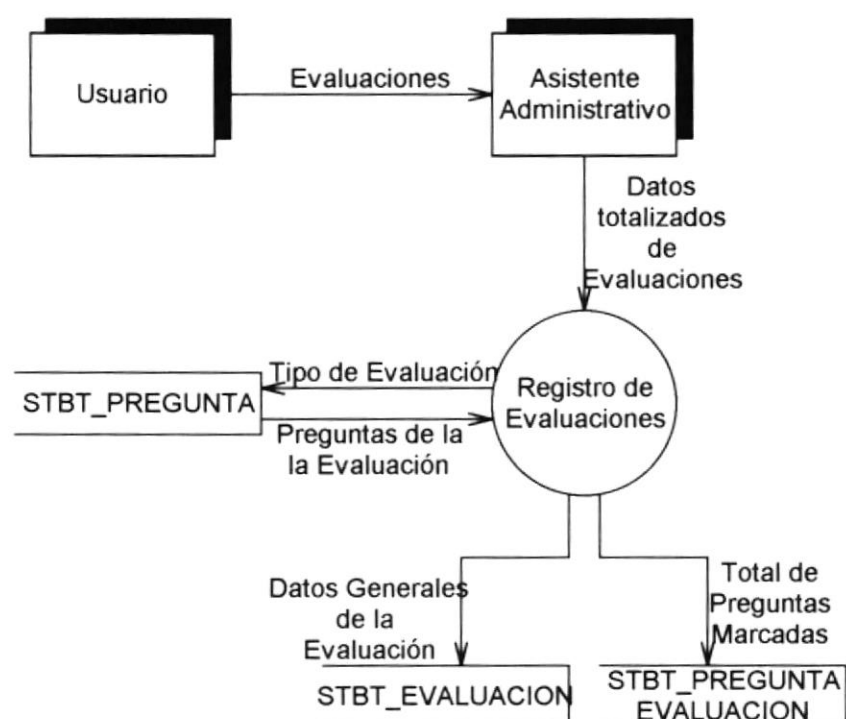 Usuario
Evaluaciones
Asistente
Administrativo
Datos
totalizados
de
Evaluaciones
Tipo de Evaluación
STBT_PREGUNTA
Preguntas de la
la Evaluación
Registro de
Evaluaciones
Datos Generales
de la
Evaluación
STBT_EVALUACION
Total de
Preguntas
Marcadas
STBT_PREGUNTA
EVALUACION